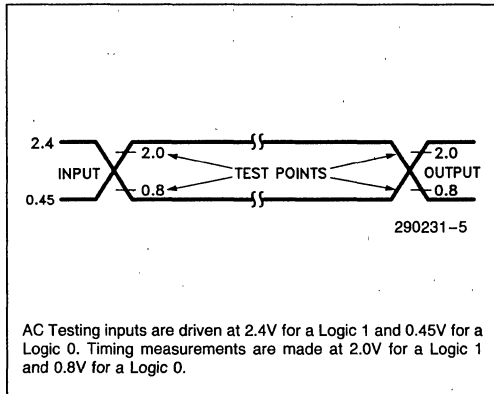 2.4
2.0
2.0
INPUT
TEST POINTS
OUTPUT
0.8
0.8
0.45
290231-5
AC Testing inputs are driven at 2.4V for a Logic 1 and 0.45V for a
Logic 0. Timing measurements are made at 2.0V for a Logic 1
and 0.8V for a Logic 0.